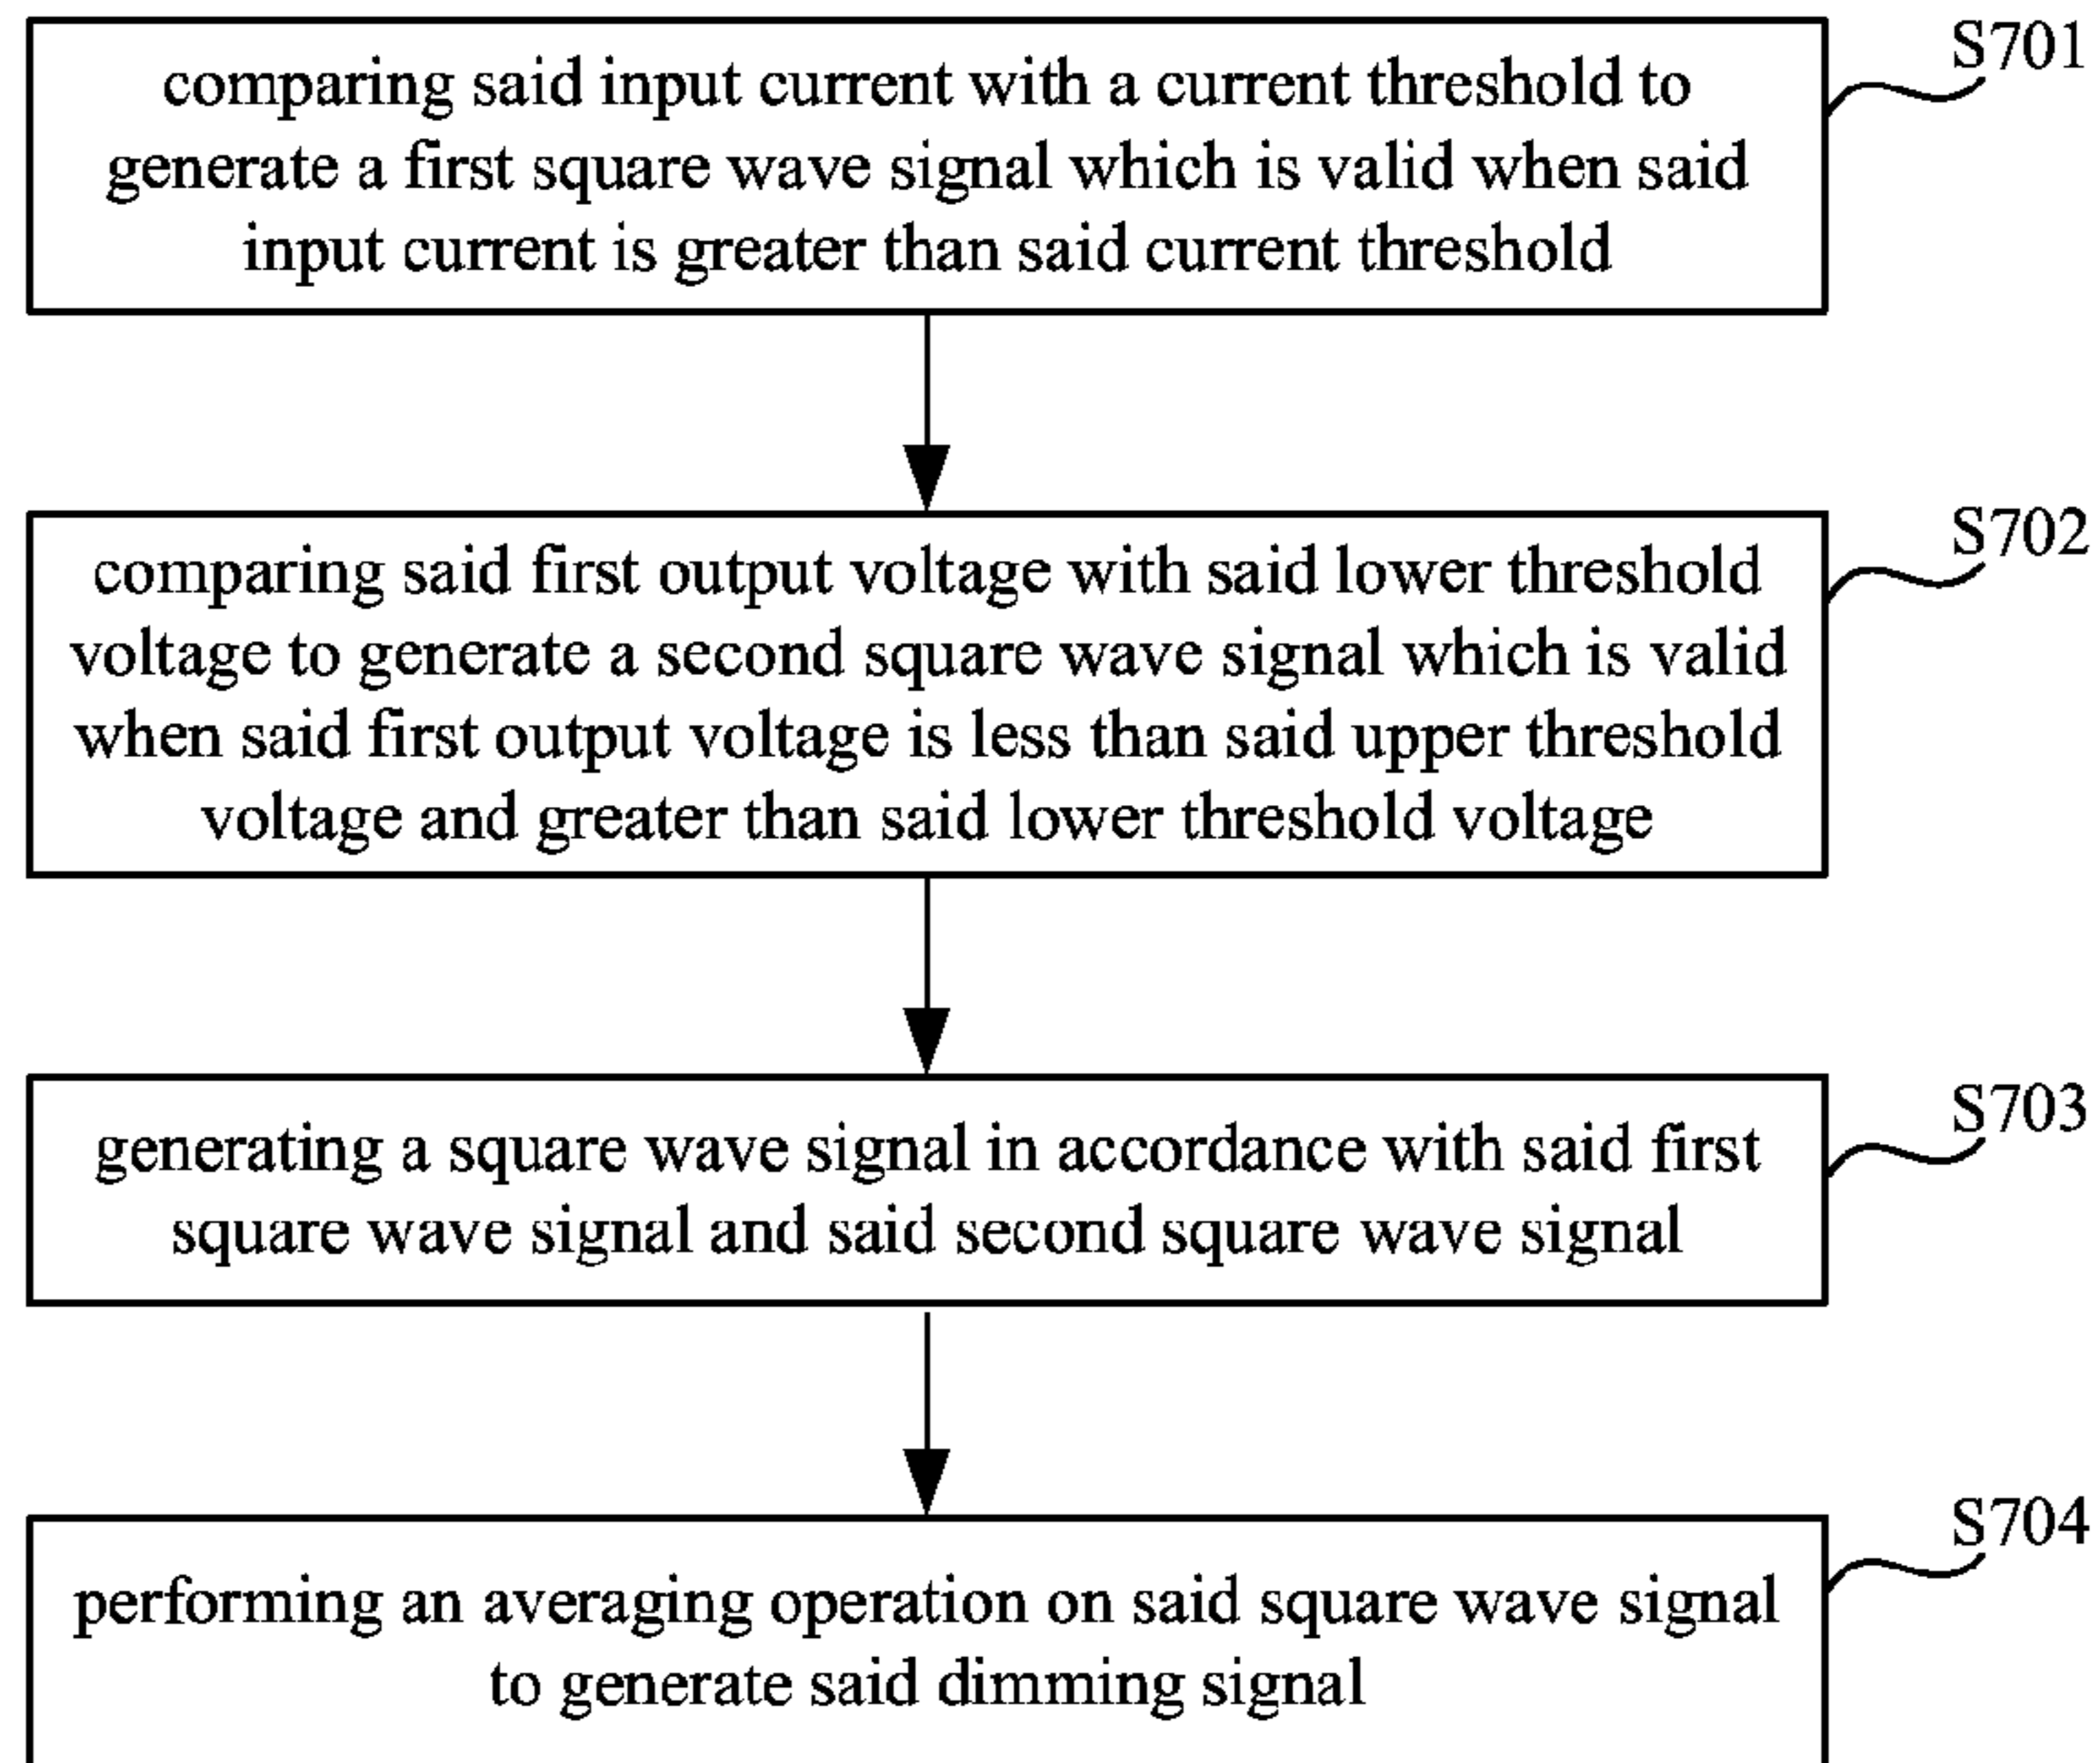 S701
comparing said input current with a current threshold to
generate a first square wave signal which is valid when said
input current is greater than said current threshold
S702
comparing said first output voltage with said lower threshold
voltage to generate a second square wave signal which is valid
when said first output voltage is less than said upper threshold
voltage and greater than said lower threshold voltage
S703
generating a square wave signal in accordance with said first
square wave signal and said second square wave signal
S704
performing an averaging operation on said square wave signal
to generate said dimming signal